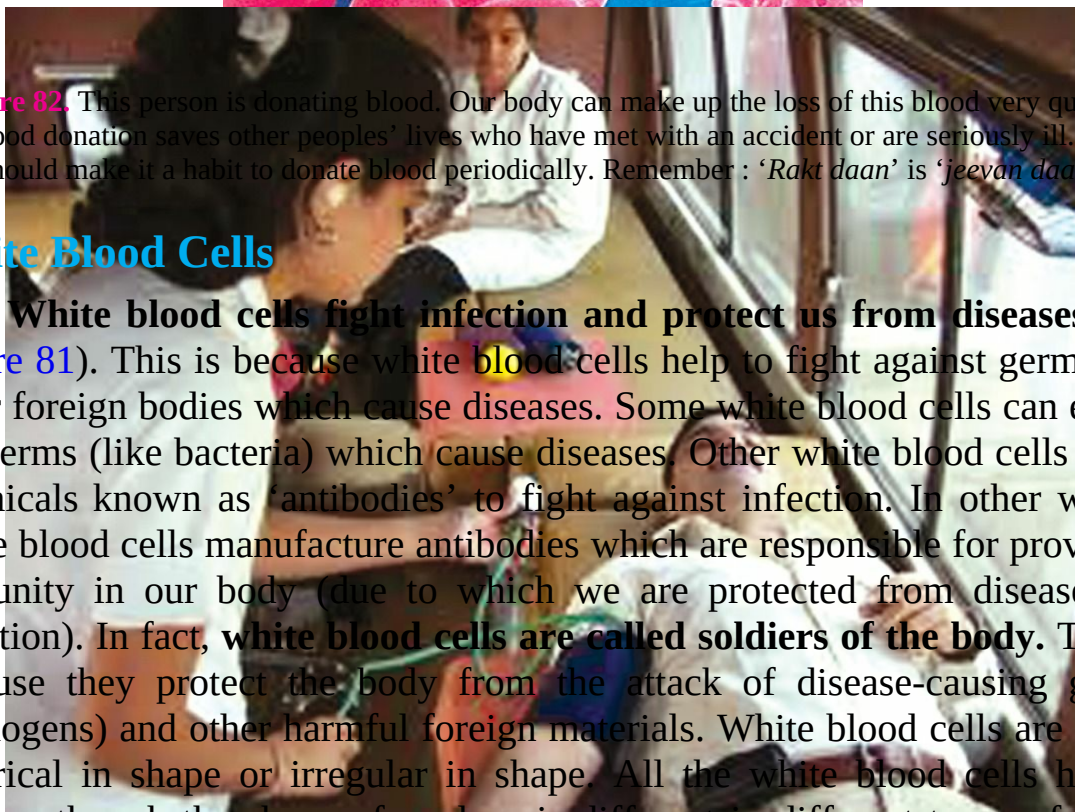 re 82. This person is donating blood. Our body can make up the loss of this blood very qu
ood donation saves other peoples’ lives who have met with an accident or are seriously ill.
hould make it a habit to donate blood periodically. Remember : ‘Rakt daan’ is ‘jeevan daa
ite Blood Cells
White blood cells fight infection and protect us from diseases
re 81). This is because white blood cells help to fight against germ
foreign bodies which cause diseases. Some white blood cells can e
erms (like bacteria) which cause diseases. Other white blood cells
nicals known as ‘antibodies’ to fight against infection. In other w
e blood cells manufacture antibodies which are responsible for prov
unity in our body (due to which we are protected from disease
tion). In fact, white blood cells are called soldiers of the body. T
use they protect the body from the attack of disease-causing g
ogens) and other harmful foreign materials. White blood cells are
rical in shape or irregular in shape. All the white blood cells h